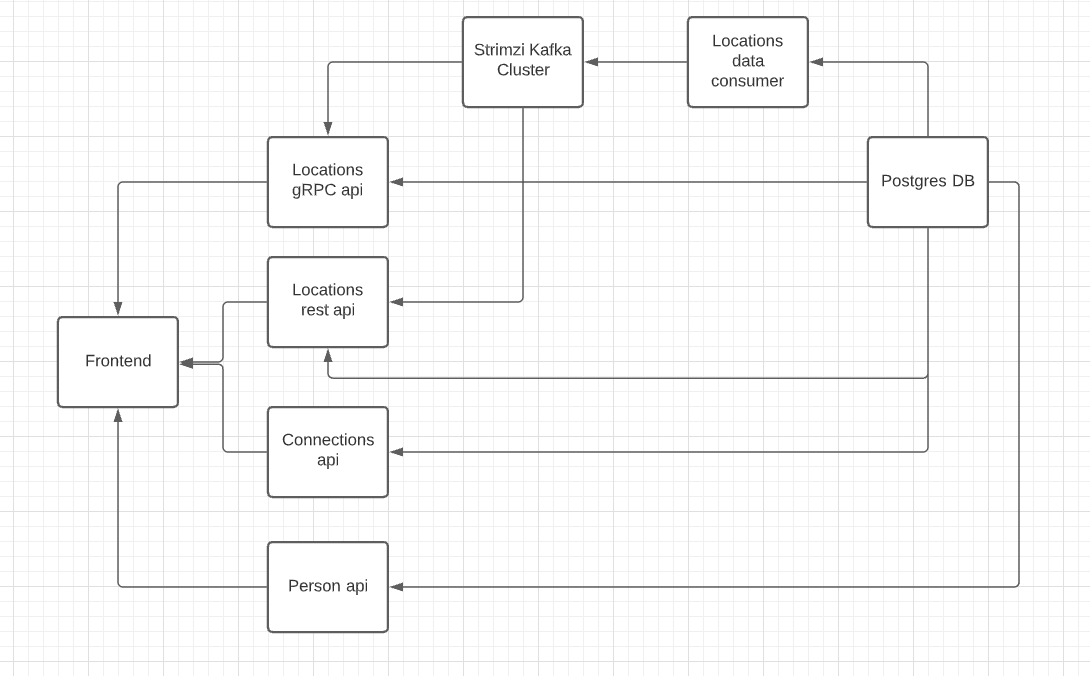 Strimzi Kafka
Cluster
Locations
data
consumer
Locations
gRPC api
Postgres DB
Locations
rest api
Frontend
Connections
api
Person api